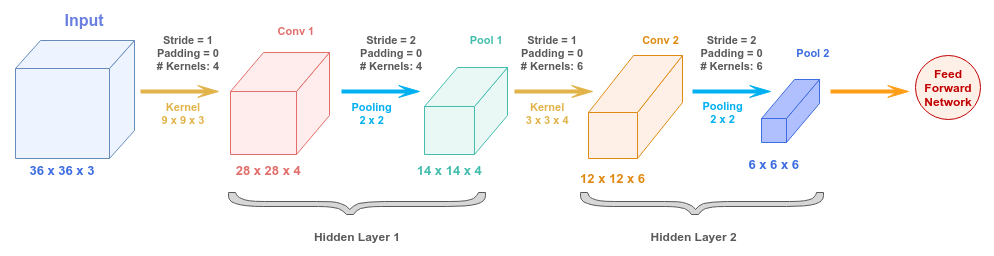 Input
36 x 36 x 3
Stride = 1
Padding = 0
# Kernels: 4
Kernel
9 x 9 x 3
Conv 1
28 x 28 x 4
Stride = 2
Padding = 0
# Kernels: 4
Pooling
2 x 2
Pool 1
14 x 14 x 4
Stride = 1
Padding = 0
# Kernels: 6
Kernel
3 x 3 x 4
Conv 2
12 x 12 x 6
Stride = 2
Padding = 0
# Kernels: 6
Pooling
2 x 2
Pool 2
6 x 6 x 6
Feed
Forward
Network
Hidden Layer 1
Hidden Layer 2